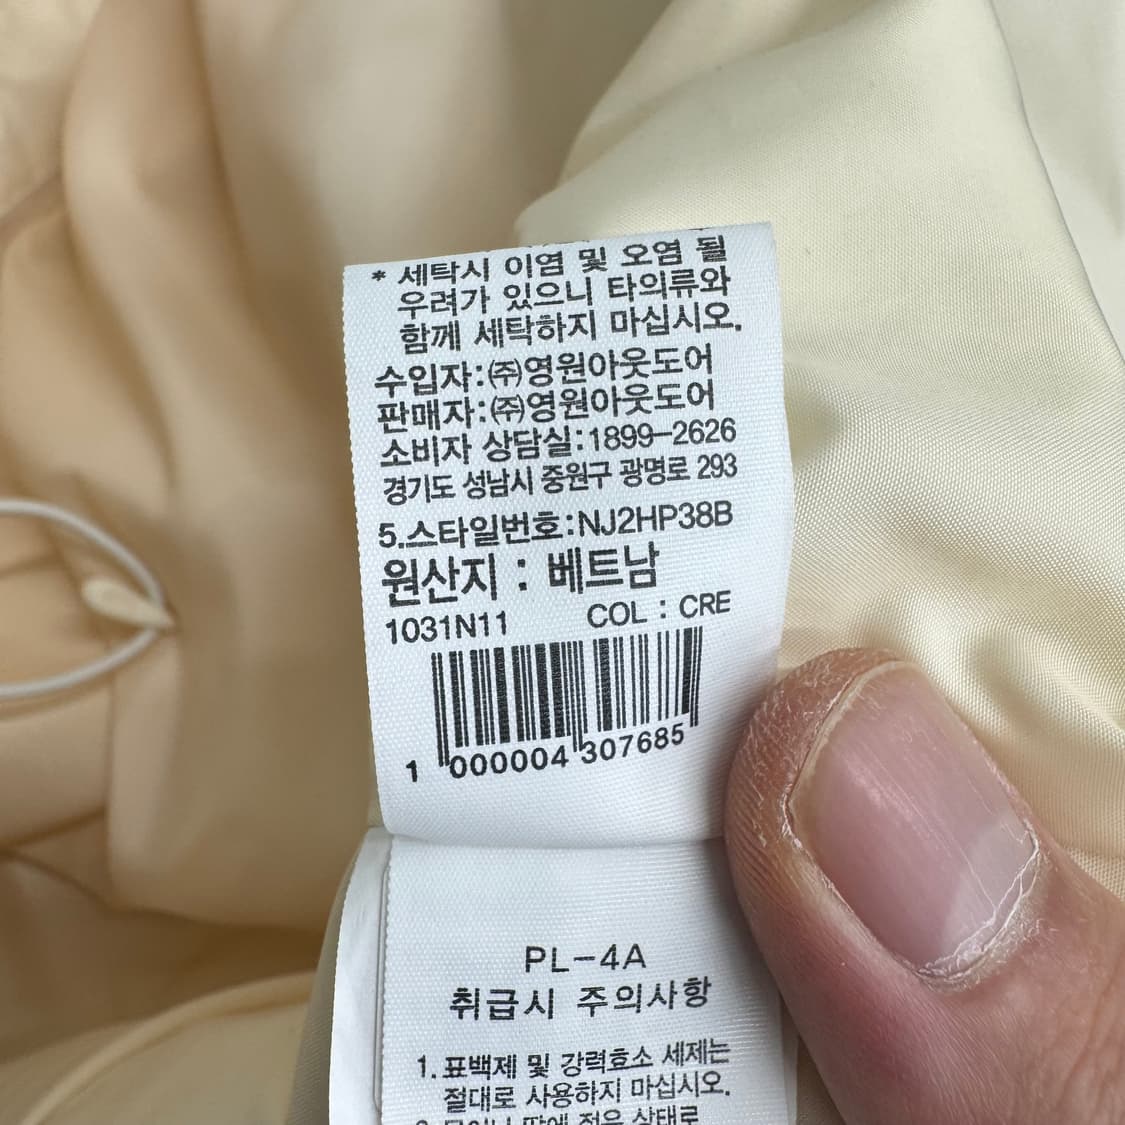 * 세탁시 이염 및 오염 될
우려가 있으니 타의류와
함께 세탁하지 마십시오.
수입자:㈜영원아웃도어
판매자:㈜영원아웃도어
소비자 상담실:1899-2626
경기도 성남시 중원구 광명로 293
5.스타일번호:NJ2HP38B
원산지 : 베트남
1031N11 COL : CRE
1 000004 307685
PL-4A
취급시 주의사항
1. 표백제 및 강력효소 세제는
절대로 사용하지 마십시오.